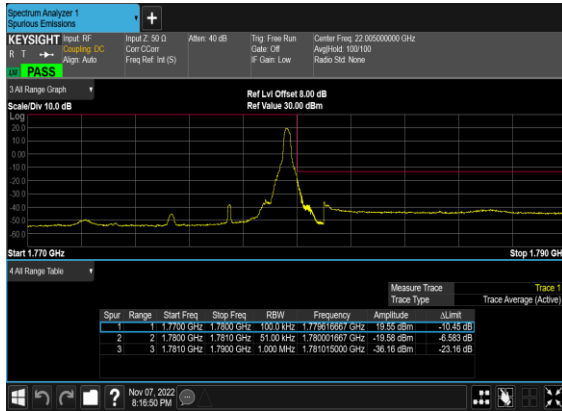 Spectrum Analyzer 1
Spurious Emissions
KEYSIGHT Input: RF Input Z: 50 Ω Atten: 40 dB Trig: Free Run Center Freq: 22.005000000 GHz
R T Coupling: DC Corr CCorr Gate: Off Avg|Hold: 100/100
Align: Auto Freq Ref: Int (S) IF Gain: Low Radio Std: None
PASS
3 All Range Graph
Scale/Div 10.0 dB
Ref Lvl Offset 8.00 dB
Ref Value 30.00 dBm
Log
20.0
10.0
0.00
-10.0
-20.0
-30.0
-40.0
-50.0
-60.0
Start 1.770 GHz Stop 1.790 GH
4 All Range Table
Measure Trace Trace 1
Trace Type Trace Average (Active)
Spur Range Start Freq Stop Freq RBW Frequency Amplitude ΔLimit
1 1 1.7700 GHz 1.7800 GHz 100.0 kHz 1.779616667 GHz 19.55 dBm -10.45 dB
2 2 1.7800 GHz 1.7810 GHz 51.00 kHz 1.780001667 GHz -19.58 dBm -6.583 dB
3 3 1.7810 GHz 1.7900 GHz 1.000 MHz 1.781015000 GHz -36.16 dBm -23.16 dB
Nov 07, 2022
8:16:50 PM